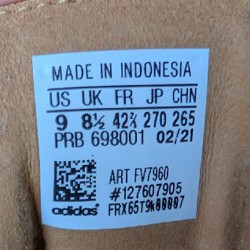 MADE IN INDONESIA
US UK FR JP CHN
9 8½ 42⅔ 270 265
PRB 698001 02/21
ART FV7960
#127607905
adidas